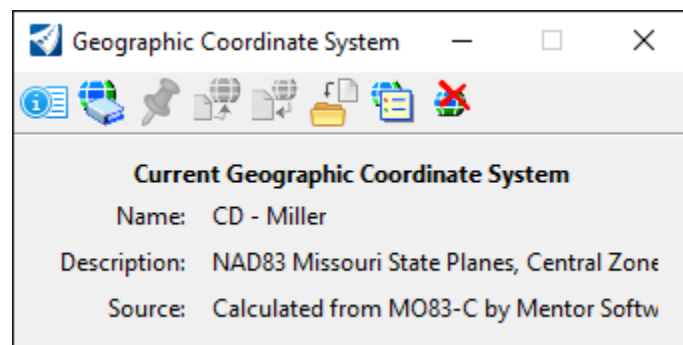 Geographic Coordinate System
Current Geographic Coordinate System
Name: CD - Miller
Description: NAD83 Missouri State Planes, Central Zone
Source: Calculated from MO83-C by Mentor Softw